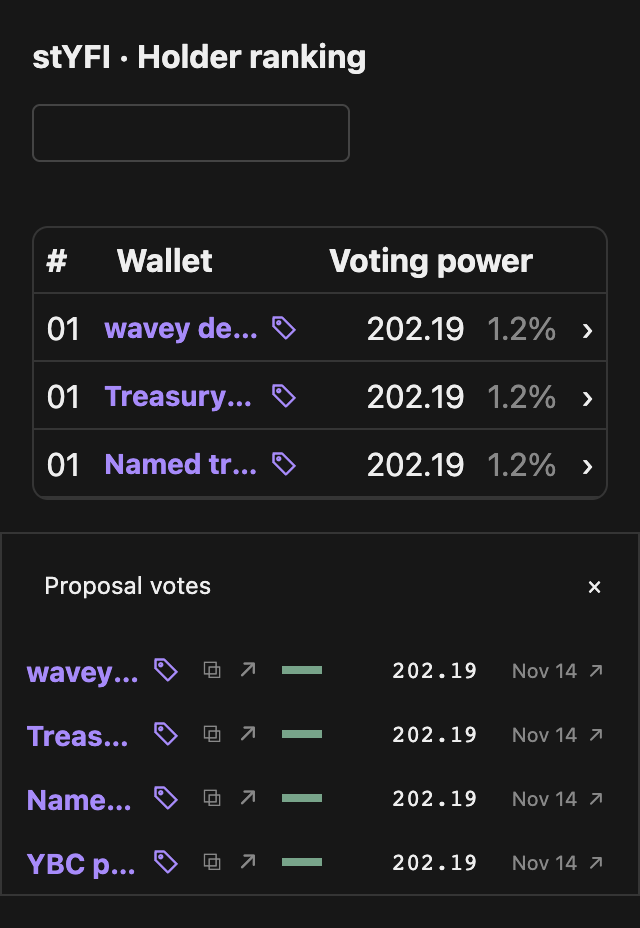 stYFI · Holder ranking
# Wallet Voting power
01 wavey de... 202.19 1.2% ›
01 Treasury... 202.19 1.2% ›
01 Named tr... 202.19 1.2% ›
Proposal votes ×
wavey... 202.19 Nov 14 ↗
Treas... 202.19 Nov 14 ↗
Name... 202.19 Nov 14 ↗
YBC p... 202.19 Nov 14 ↗